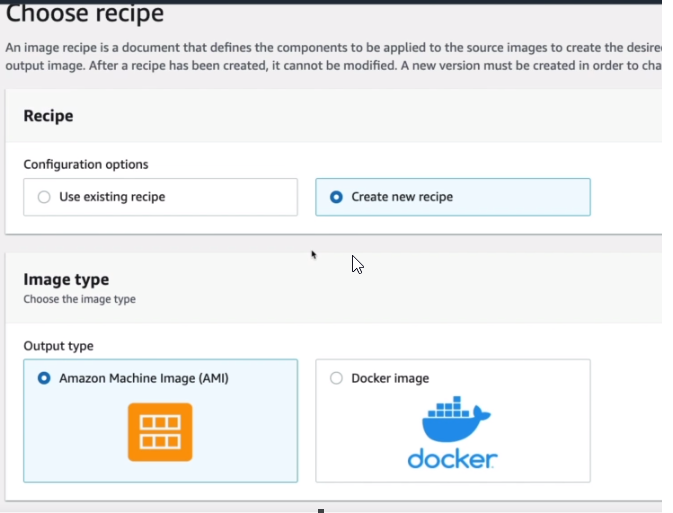 Choose recipe
An image recipe is a document that defines the components to be applied to the source images to create the desire
output image. After a recipe has been created, it cannot be modified. A new version must be created in order to cha
Recipe
Configuration options
Use existing recipe
Create new recipe
Image type
Choose the image type
Output type
Amazon Machine Image (AMI)
Docker image
docker